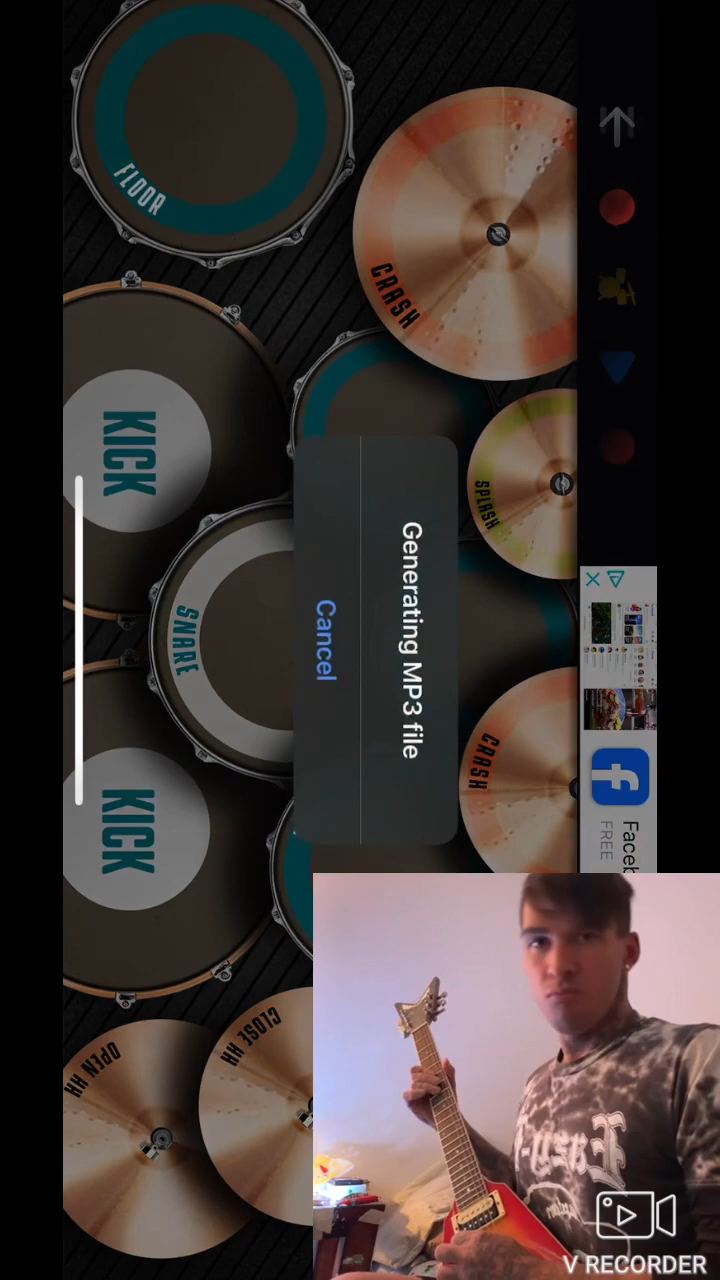 FLOOR
CRASH
KICK
SPLASH
SNARE
Generating MP3 file
Cancel
CRASH
KICK
Faceb
FREE
CLOSE HH
OPEN HH
V RECORDER